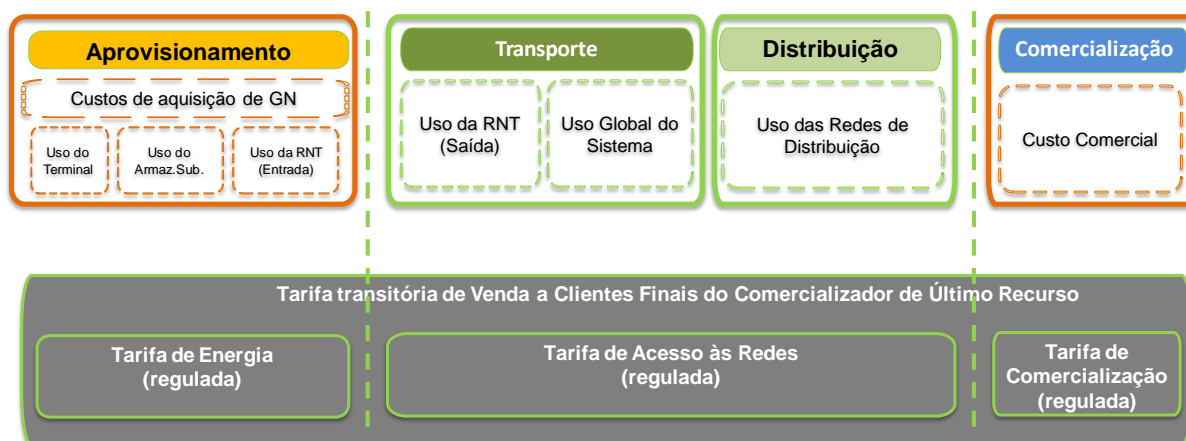 Aprovisionamento
Custos de aquisição de GN
Uso do
Terminal
Uso do
Armaz.Sub.
Uso da RNT
(Entrada)
Transporte
Uso da RNT
(Saída)
Uso Global do
Sistema
Distribuição
Uso das Redes de
Distribuição
Comercialização
Custo Comercial
Tarifa transitória de Venda a Clientes Finais do Comercializador de Último Recurso
Tarifa de Energia
(regulada)
Tarifa de Acesso às Redes
(regulada)
Tarifa de
Comercialização
(regulada)